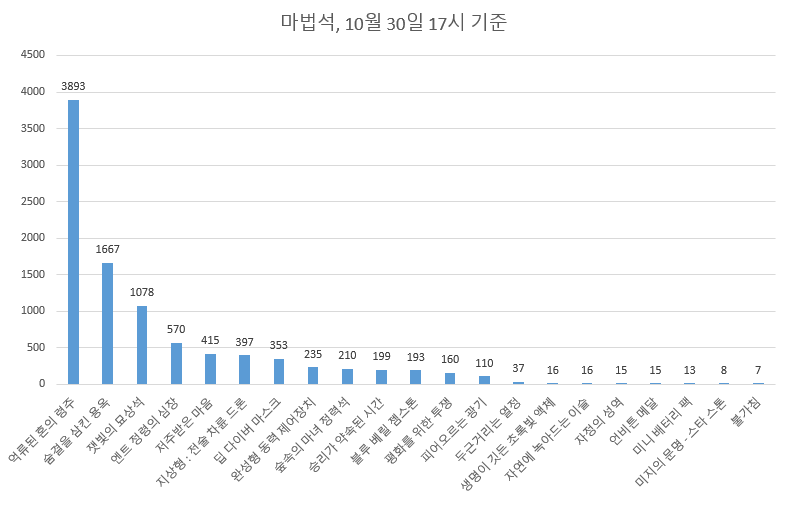 마법석, 10월 30일 17시 기준
4500
4000
3500
3000
2500
2000
1500
1000
500
0
3893
1667
1078
570
415
397
353
235
210
199
193
160
110
37
16
16
15
15
13
8
7
억류된 혼의 령주
숨결을 삼킨 용옥
잿빛의 묘상석
엔트 정령의 심장
저주받은 마음
지상형 : 전술 차륜 드론
딥 다이버 마스크
완성형 동력 제어장치
숲속의 마녀 정력석
승리가 약속된 시간
블루 베릴 젬스톤
평화를 위한 투쟁
피어오르는 광기
두근거리는 열정
생명이 깃든 초록빛 액체
자연에 녹아드는 이슬
자정의 성역
언비튼 메달
미니 배터리 팩
미지의 문명 - 스타 스톤
불가침